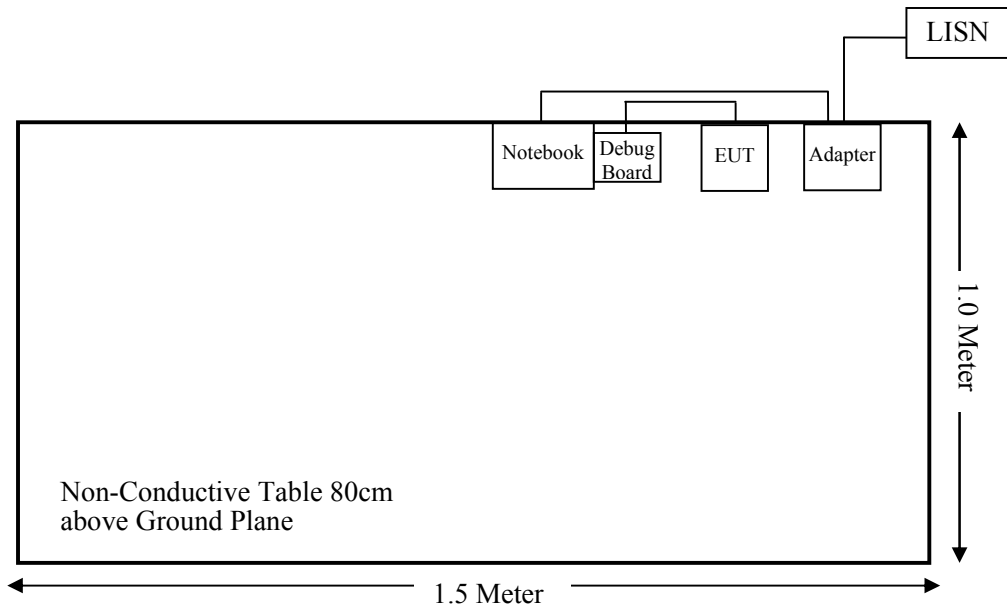 LISN
Notebook
Debug
Board
EUT
Adapter
1.0 Meter
Non-Conductive Table 80cm
above Ground Plane
1.5 Meter